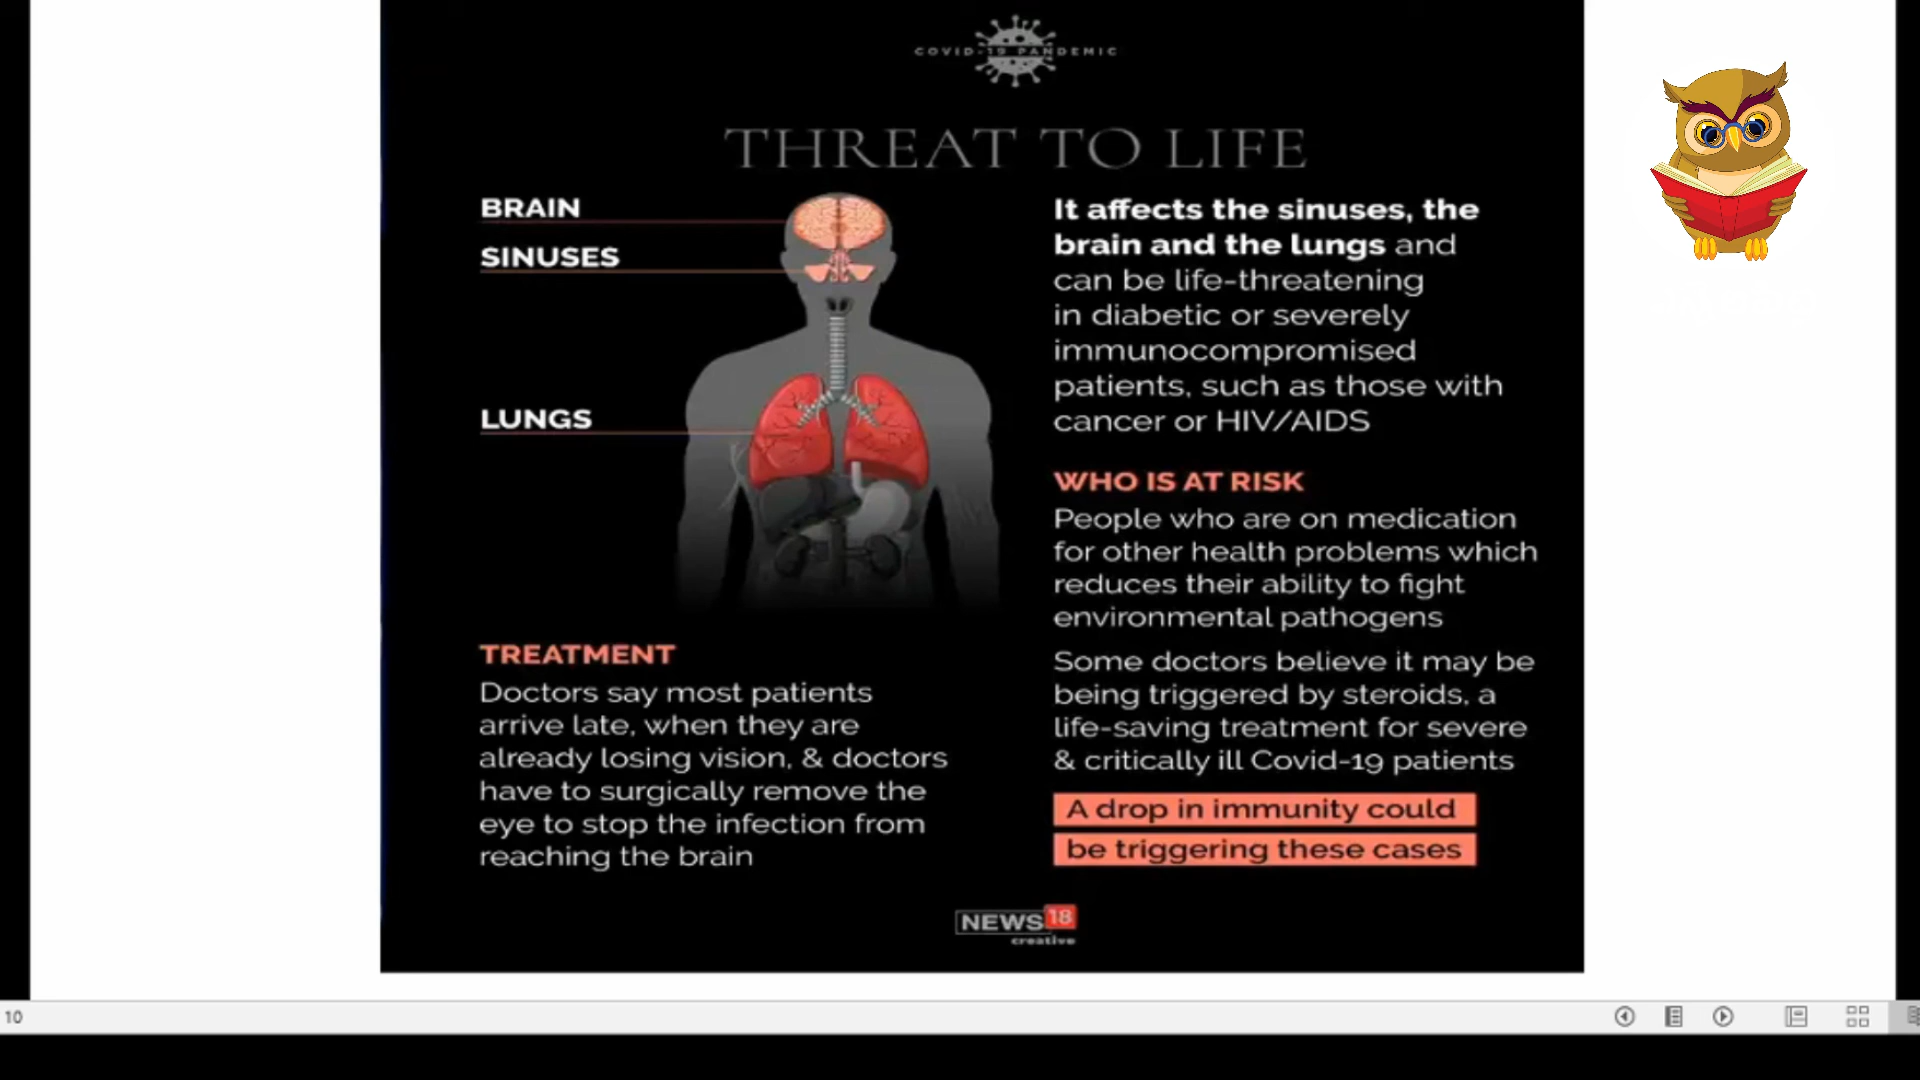 COVID-19 PANDEMIC
THREAT TO LIFE
BRAIN
SINUSES
LUNGS
It affects the sinuses, the
brain and the lungs and
can be life-threatening
in diabetic or severely
immunocompromised
patients, such as those with
cancer or HIV/AIDS
WHO IS AT RISK
People who are on medication
for other health problems which
reduces their ability to fight
environmental pathogens
Some doctors believe it may be
being triggered by steroids, a
life-saving treatment for severe
& critically ill Covid-19 patients
A drop in immunity could
be triggering these cases
TREATMENT
Doctors say most patients
arrive late, when they are
already losing vision, & doctors
have to surgically remove the
eye to stop the infection from
reaching the brain
NEWS18
creative
10